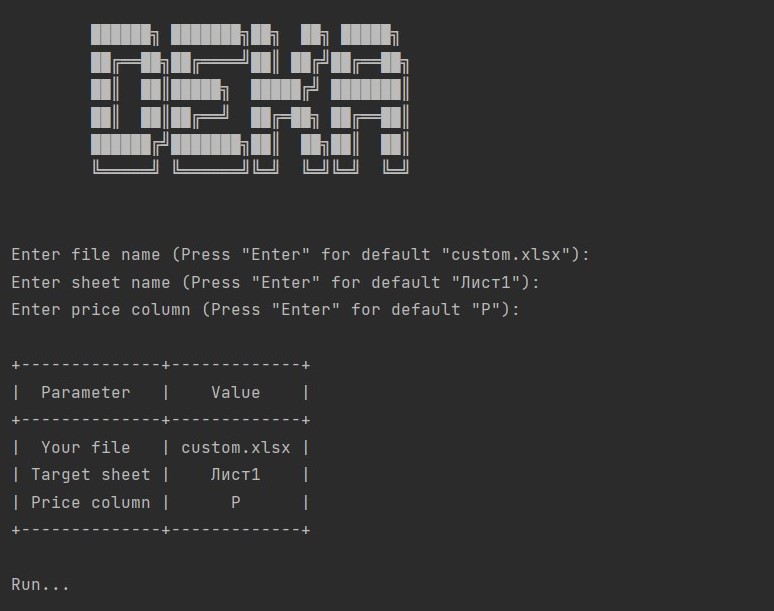 DEKA
Enter file name (Press "Enter" for default "custom.xlsx"):
Enter sheet name (Press "Enter" for default "Лист1"):
Enter price column (Press "Enter" for default "P"):
+--------------+-------------+
|  Parameter   |    Value    |
+--------------+-------------+
|  Your file   | custom.xlsx |
| Target sheet |    Лист1    |
| Price column |      P      |
+--------------+-------------+
Run...